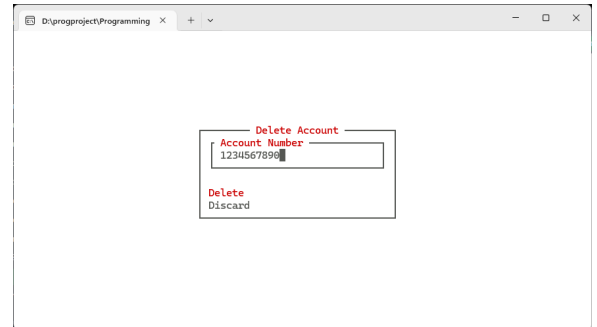 D:\progproject\Programming
Delete Account
Account Number
1234567890
Delete
Discard